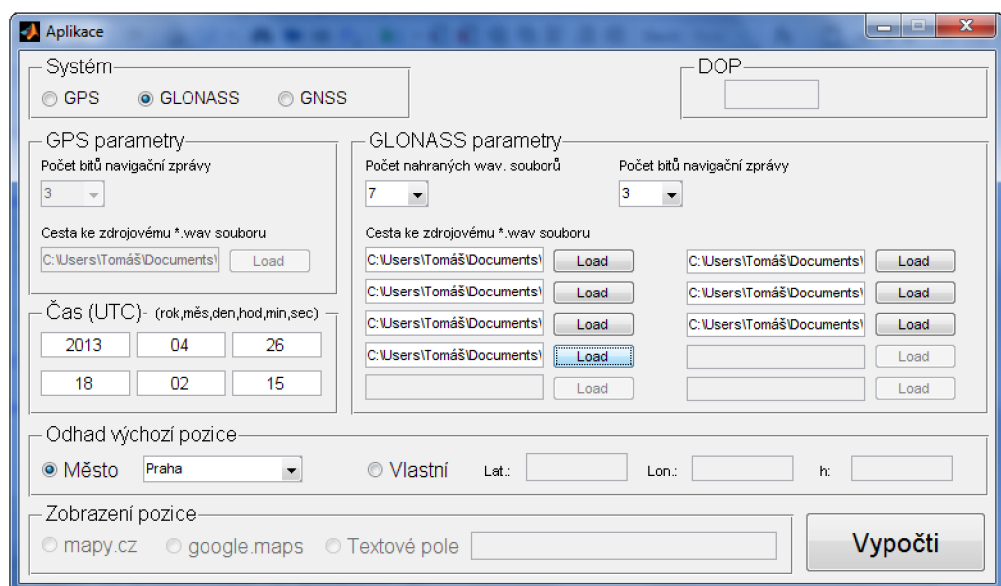 Aplikace
Systém
DOP
GPS
GLONASS
GNSS
GPS parametry
Počet bitů navigační zprávy
3
Cesta ke zdrojovému *.wav souboru
C:\Users\Tomáš\Documents\
Load
GLONASS parametry
Počet nahraných wav. souborů
Počet bitů navigační zprávy
7
3
Cesta ke zdrojovému *.wav souboru
C:\Users\Tomáš\Documents\ Load C:\Users\Tomáš\Documents\ Load
C:\Users\Tomáš\Documents\ Load C:\Users\Tomáš\Documents\ Load
C:\Users\Tomáš\Documents\ Load C:\Users\Tomáš\Documents\ Load
C:\Users\Tomáš\Documents\ Load Load
Load Load
Čas (UTC)- (rok,měs,den,hod,min,sec)
2013 04 26
18 02 15
Odhad výchozí pozice
Město Praha Vlastní Lat.: Lon.: h:
Zobrazení pozice
mapy.cz google.maps Textové pole
Vypočti